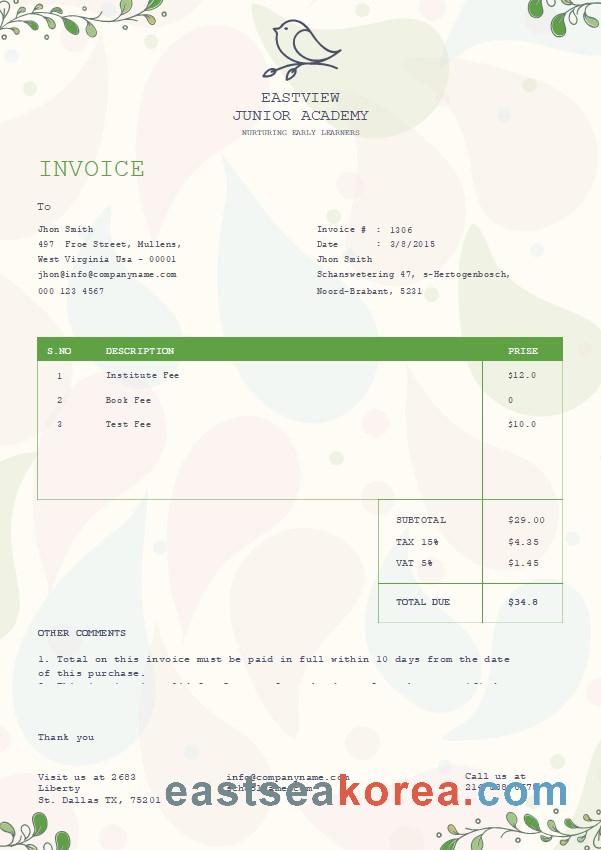 EASTVIEW
JUNIOR ACADEMY
NURTURING EARLY LEARNERS
INVOICE
To
Jhon Smith
497 Froe Street, Mullens,
West Virginia Usa - 00001
jhon@info@companyname.com
000 123 4567
Invoice # : 1306
Date : 3/8/2015
Jhon Smith
Schanswetering 47, s-Hertogenbosch,
Noord-Brabant, 5231
S.NO DESCRIPTION PRIZE
1 Institute Fee $12.0
2 Book Fee 0
3 Test Fee $10.0
SUBTOTAL $29.00
TAX 15% $4.35
VAT 5% $1.45
TOTAL DUE $34.8
OTHER COMMENTS
1. Total on this invoice must be paid in full within 10 days from the date
of this purchase.
Thank you
Visit us at 2683
Liberty
St. Dallas TX, 75201
info@companyname.com
Call us at
eastseakorea.com